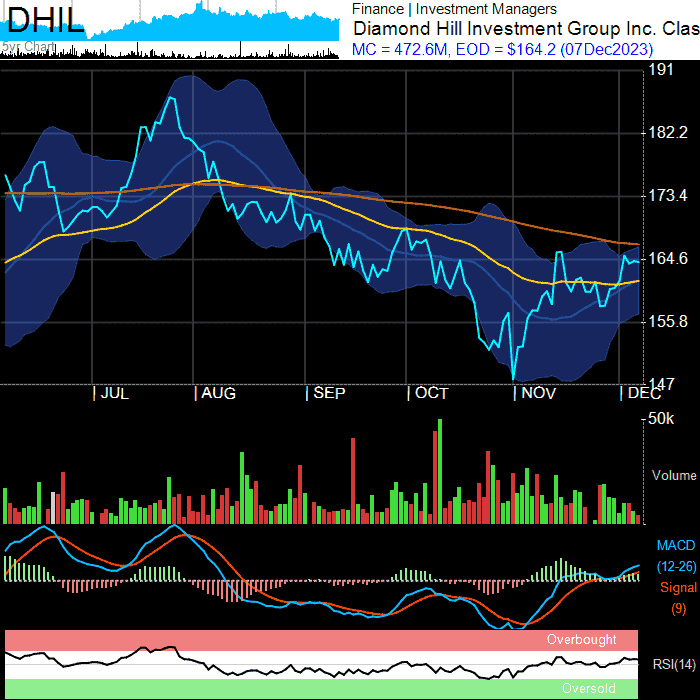 DHIL
5yr Chart
Finance | Investment Managers
Diamond Hill Investment Group Inc. Clas
MC = 472.6M, EOD = $164.2 (07Dec2023)
191
182.2
173.4
164.6
155.8
147
JUL AUG SEP OCT NOV DEC
50k
Volume
MACD
(12-26)
Signal
(9)
Overbought
RSI(14)
Oversold